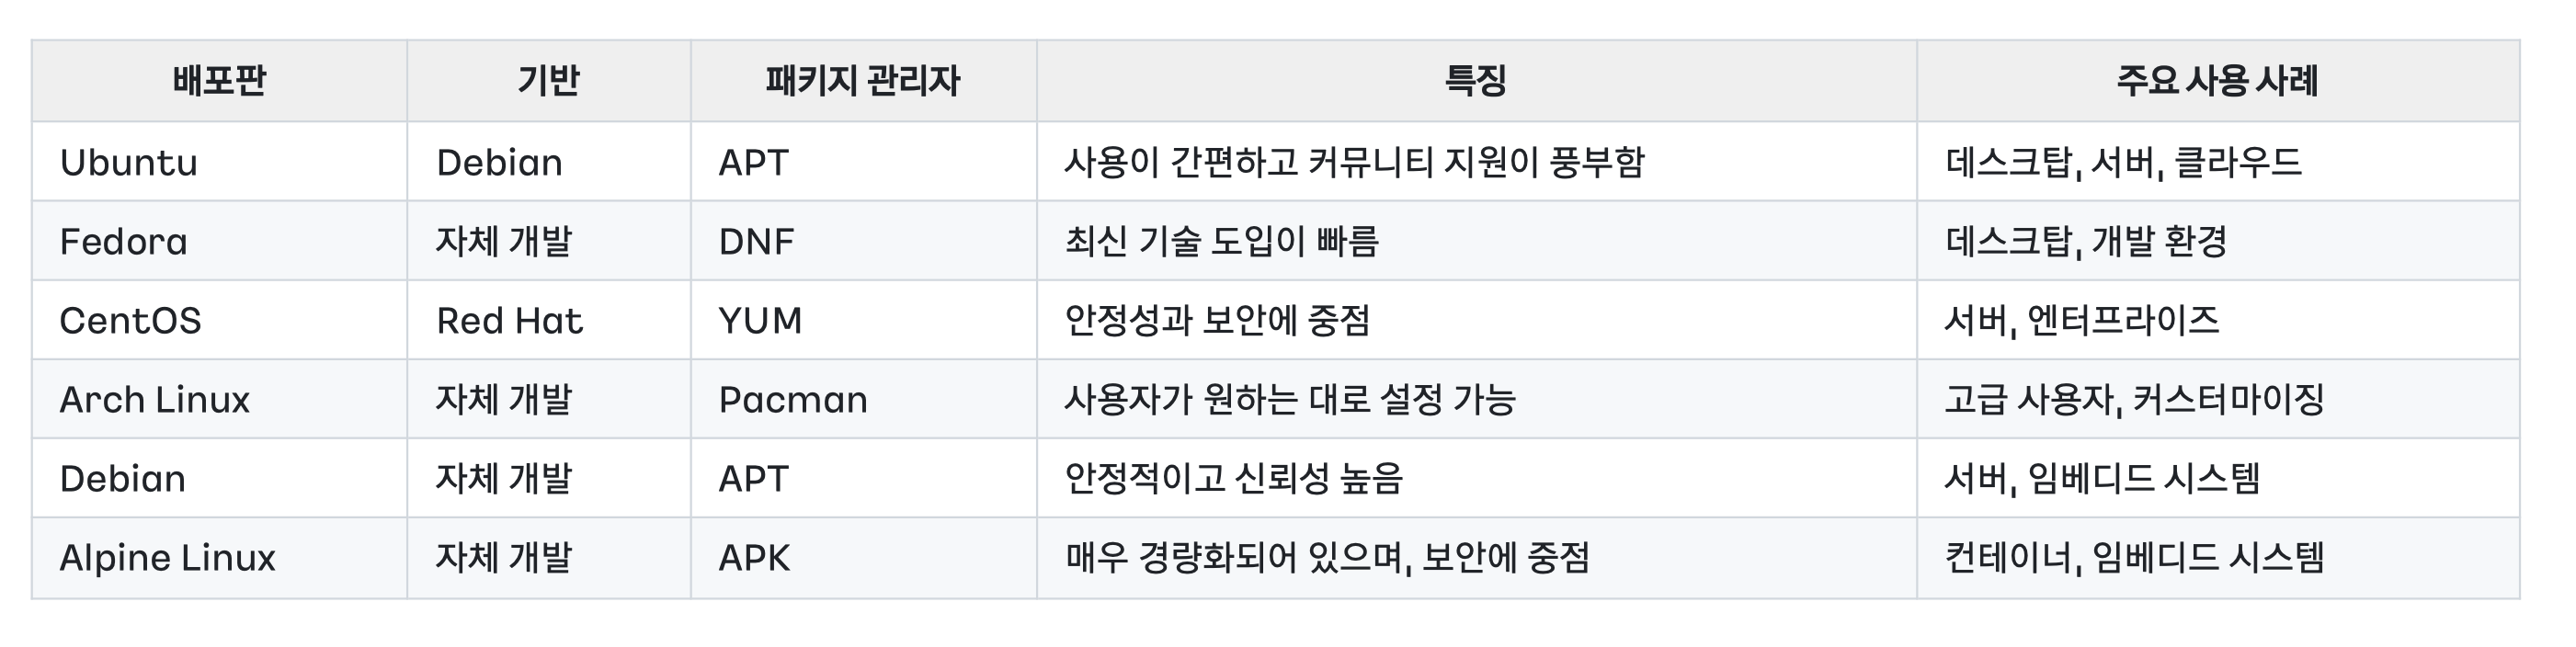 배포판 기반 패키지 관리자 특징 주요 사용 사례
Ubuntu Debian APT 사용이 간편하고 커뮤니티 지원이 풍부함 데스크탑, 서버, 클라우드
Fedora 자체 개발 DNF 최신 기술 도입이 빠름 데스크탑, 개발 환경
CentOS Red Hat YUM 안정성과 보안에 중점 서버, 엔터프라이즈
Arch Linux 자체 개발 Pacman 사용자가 원하는 대로 설정 가능 고급 사용자, 커스터마이징
Debian 자체 개발 APT 안정적이고 신뢰성 높음 서버, 임베디드 시스템
Alpine Linux 자체 개발 APK 매우 경량화되어 있으며, 보안에 중점 컨테이너, 임베디드 시스템